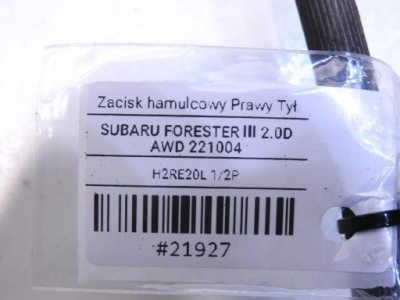 Zacisk hamulcowy Prawy Tył
SUBARU FORESTER III 2.0D
AWD 221004
H2RE20L 1/2P
#21927